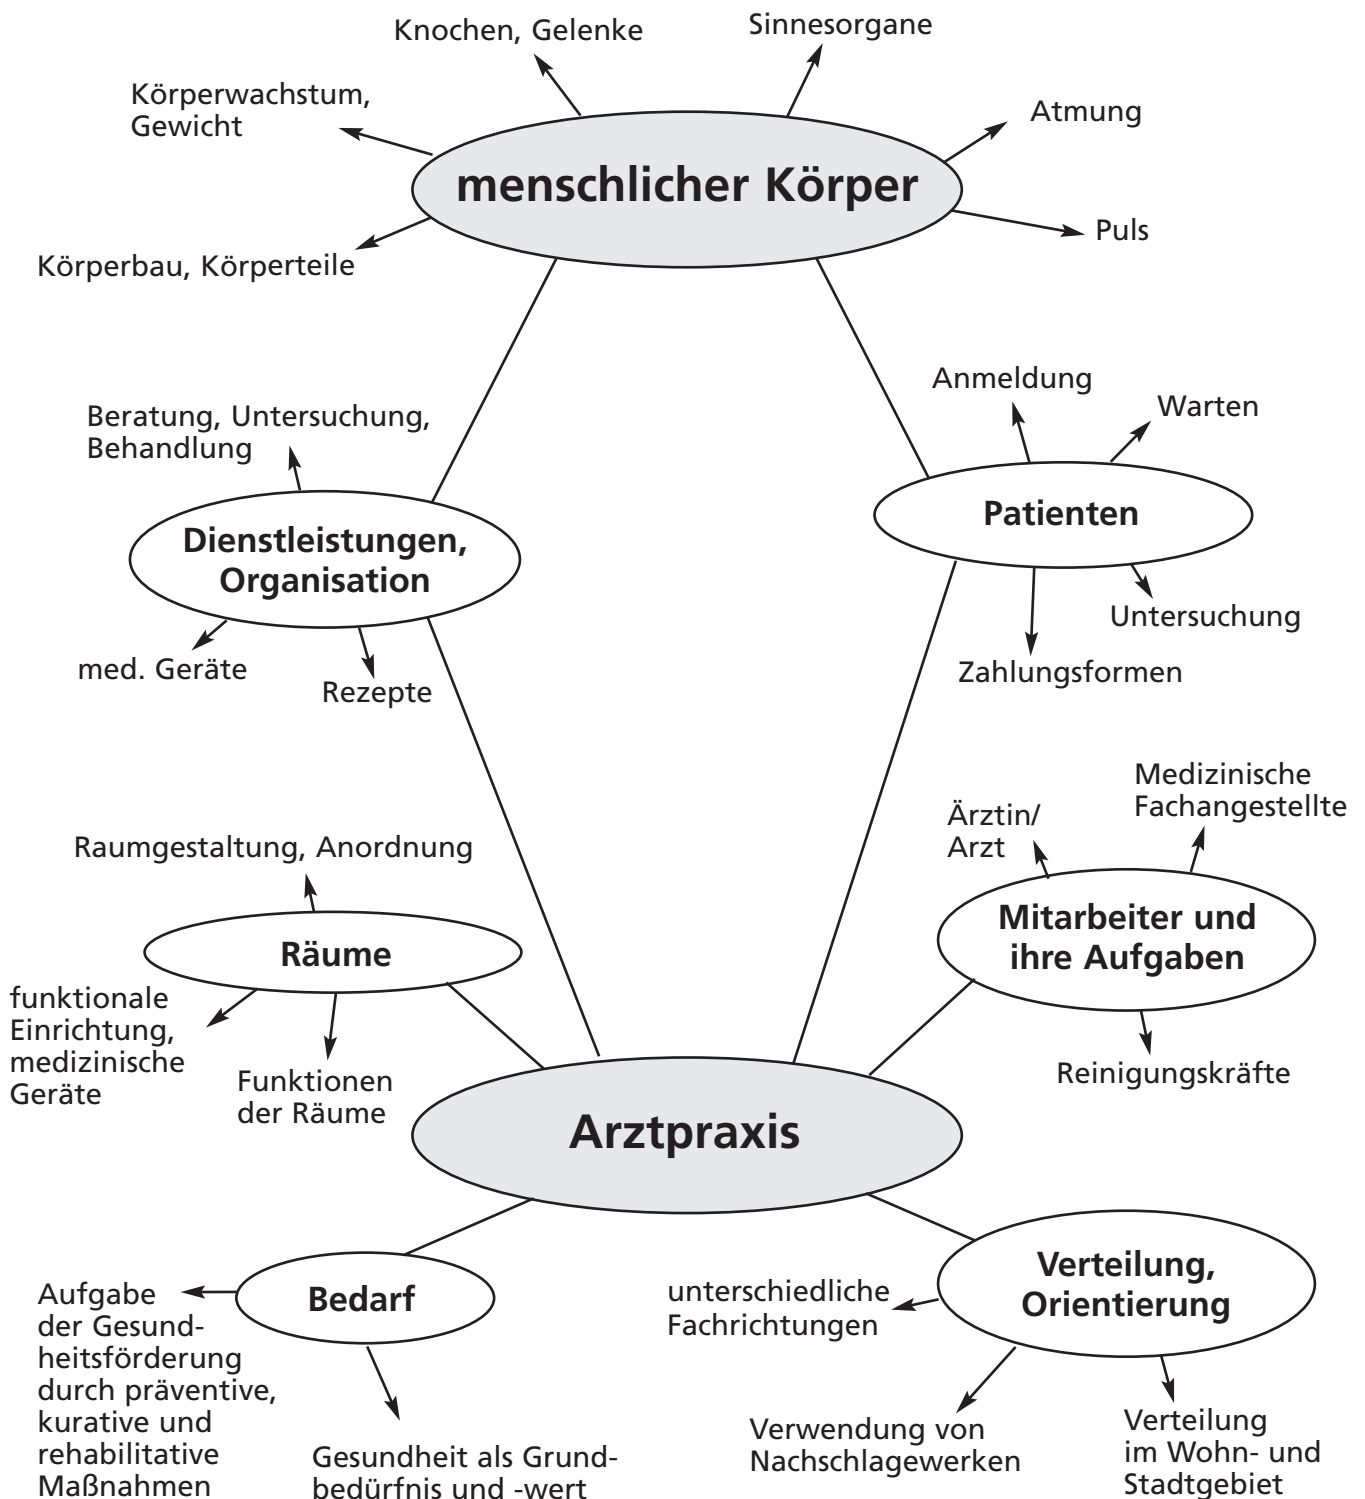 Knochen, Gelenke
Sinnesorgane
Körperwachstum,
Gewicht
Atmung
menschlicher Körper
Puls
Körperbau, Körperteile
Anmeldung
Warten
Beratung, Untersuchung,
Behandlung
Patienten
Dienstleistungen,
Organisation
Untersuchung
med. Geräte
Rezepte
Zahlungsformen
Medizinische
Fachangestellte
Ärztin/
Arzt
Raumgestaltung, Anordnung
Mitarbeiter und
ihre Aufgaben
Räume
funktionale
Einrichtung,
medizinische
Geräte
Funktionen
der Räume
Reinigungskräfte
Arztpraxis
Verteilung,
Orientierung
Bedarf
unterschiedliche
Fachrichtungen
Aufgabe
der Gesund-
heitsförderung
durch präventive,
kurative und
rehabilitative
Maßnahmen
Gesundheit als Grund-
bedürfnis und -wert
Verwendung von
Nachschlagewerken
Verteilung
im Wohn- und
Stadtgebiet